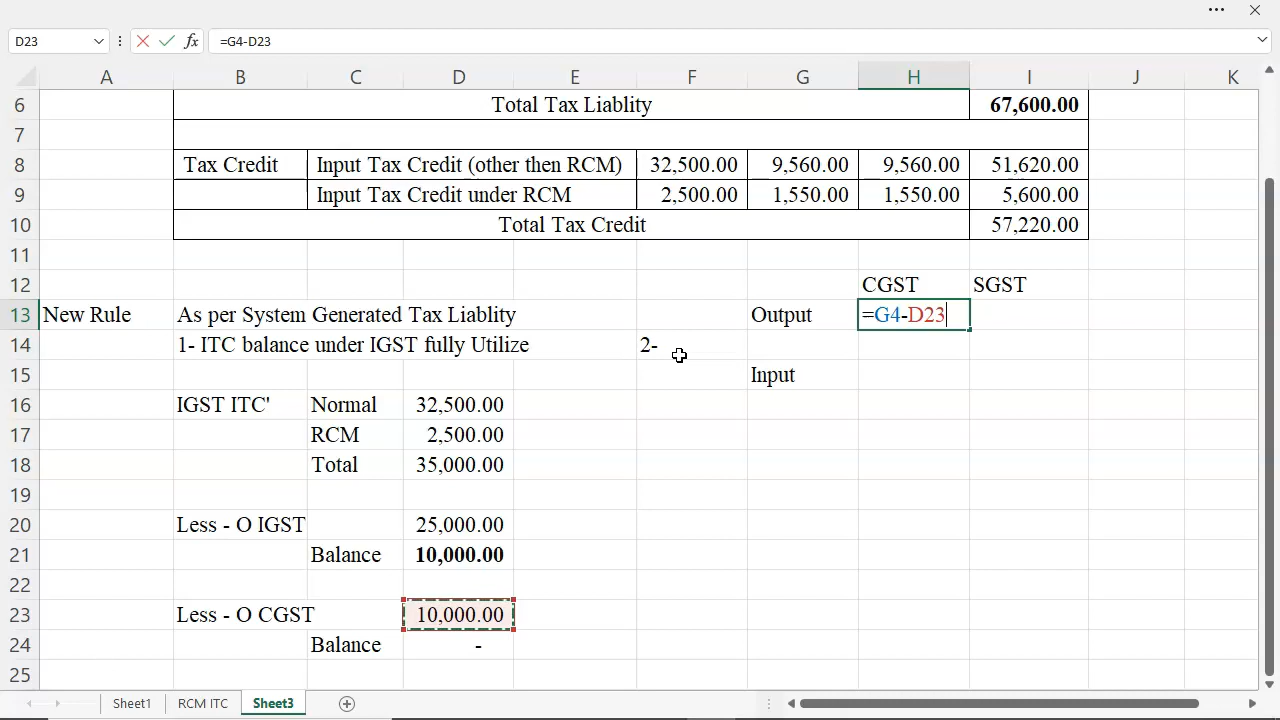 D23 =G4-D23
A B C D E F G H I J K
6 Total Tax Liablity 67,600.00
7
8 Tax Credit Input Tax Credit (other then RCM) 32,500.00 9,560.00 9,560.00 51,620.00
9 Input Tax Credit under RCM 2,500.00 1,550.00 1,550.00 5,600.00
10 Total Tax Credit 57,220.00
11
12 CGST SGST
13 New Rule As per System Generated Tax Liablity Output =G4-D23
14 1- ITC balance under IGST fully Utilize 2-
15 Input
16 IGST ITC' Normal 32,500.00
17 RCM 2,500.00
18 Total 35,000.00
19
20 Less - O IGST 25,000.00
21 Balance 10,000.00
22
23 Less - O CGST 10,000.00
24 Balance -
25
Sheet1 RCM ITC Sheet3